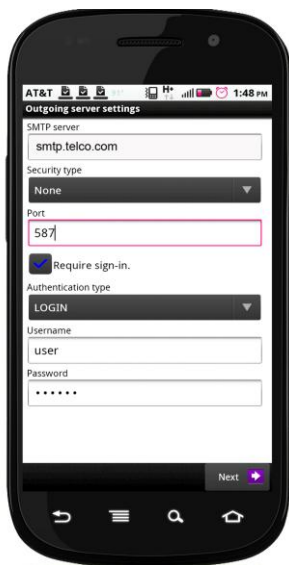 AT&T H+ 1:48 PM
Outgoing server settings
SMTP server
smtp.telco.com
Security type
None
Port
587
Require sign-in.
Authentication type
LOGIN
Username
user
Password
••••••
Next